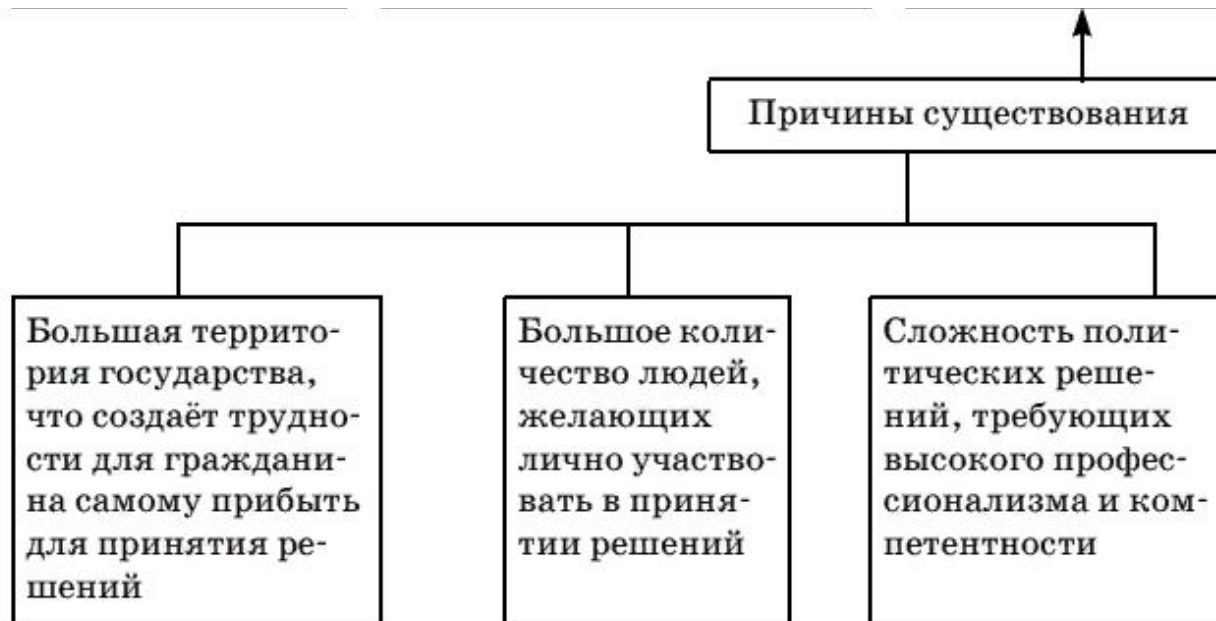 Причины существования
Большая террито-
рия государства,
что создаёт трудно-
сти для граждани-
на самому прибыть
для принятия ре-
шений
Большое коли-
чество людей,
желающих
лично участво-
вать в приня-
тии решений
Сложность поли-
тических реше-
ний, требующих
высокого профес-
сионализма и ком-
петентности